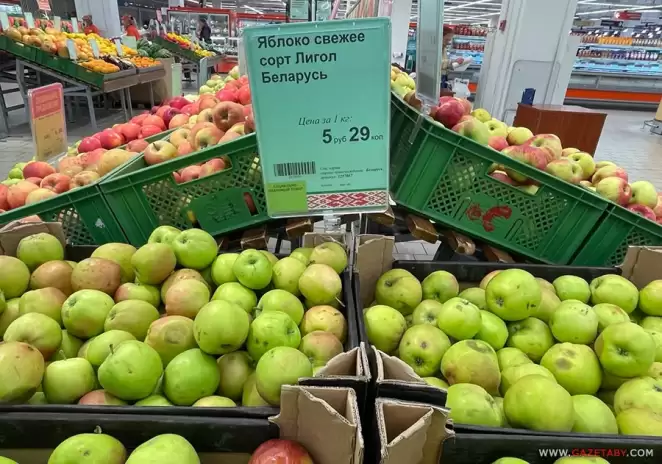 Яблоко свежее
сорт Лигол
Беларусь
Цена за 1 кг:
5 руб 29 коп
WWW.GAZETABY.COM